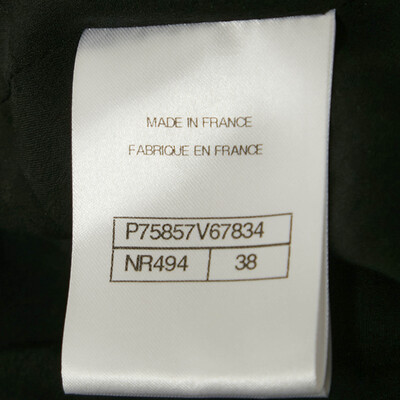 MADE IN FRANCE
FABRIQUE EN FRANCE
P75857V67834
NR494 38